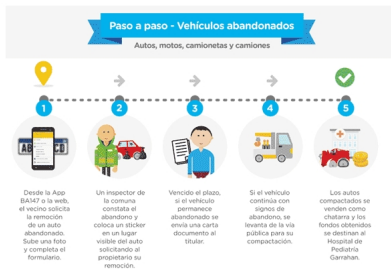 Paso a paso - Vehículos abandonados
Autos, motos, camionetas y camiones
1
2
3
4
5
Desde la App
BA147 o la web,
el vecino solicita
la remoción
de un auto
abandonado.
Sube una foto
y completa el
formulario.
Un inspector de
la comuna
constata el
abandono y
coloca un sticker
en un lugar
visible del auto
solicitando al
propietario su
remoción.
Vencido el plazo,
si el vehículo
permanece
abandonado se
envía una carta
documento al
titular.
Si el vehículo
continúa con
signos de
abandono, se
levanta de la vía
pública para su
compactación.
Los autos
compactados se
venden como
chatarra y los
fondos obtenidos
se destinan al
Hospital de
Pediatría
Garrahan.